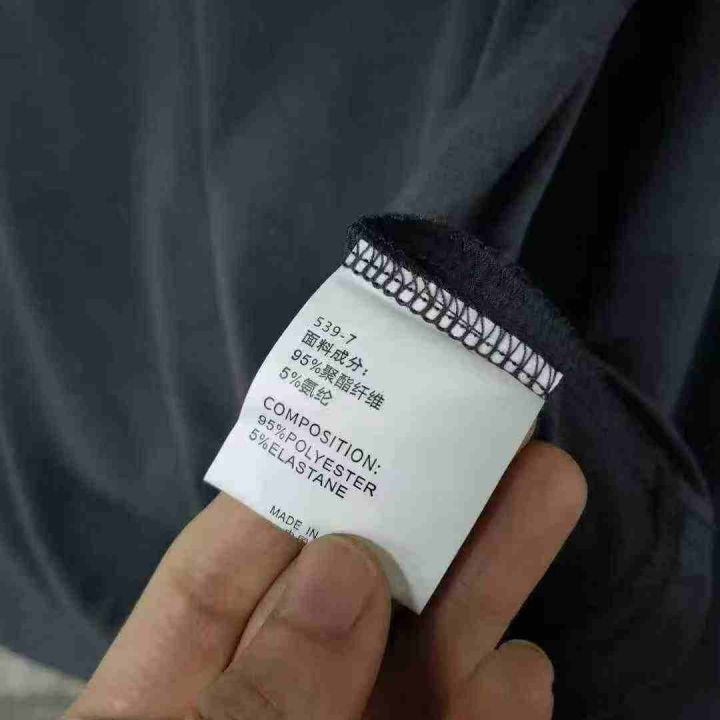 539-7
面料成分:
95%聚酯纤维
5%氨纶
COMPOSITION:
95%POLYESTER
5%ELASTANE
MADE IN